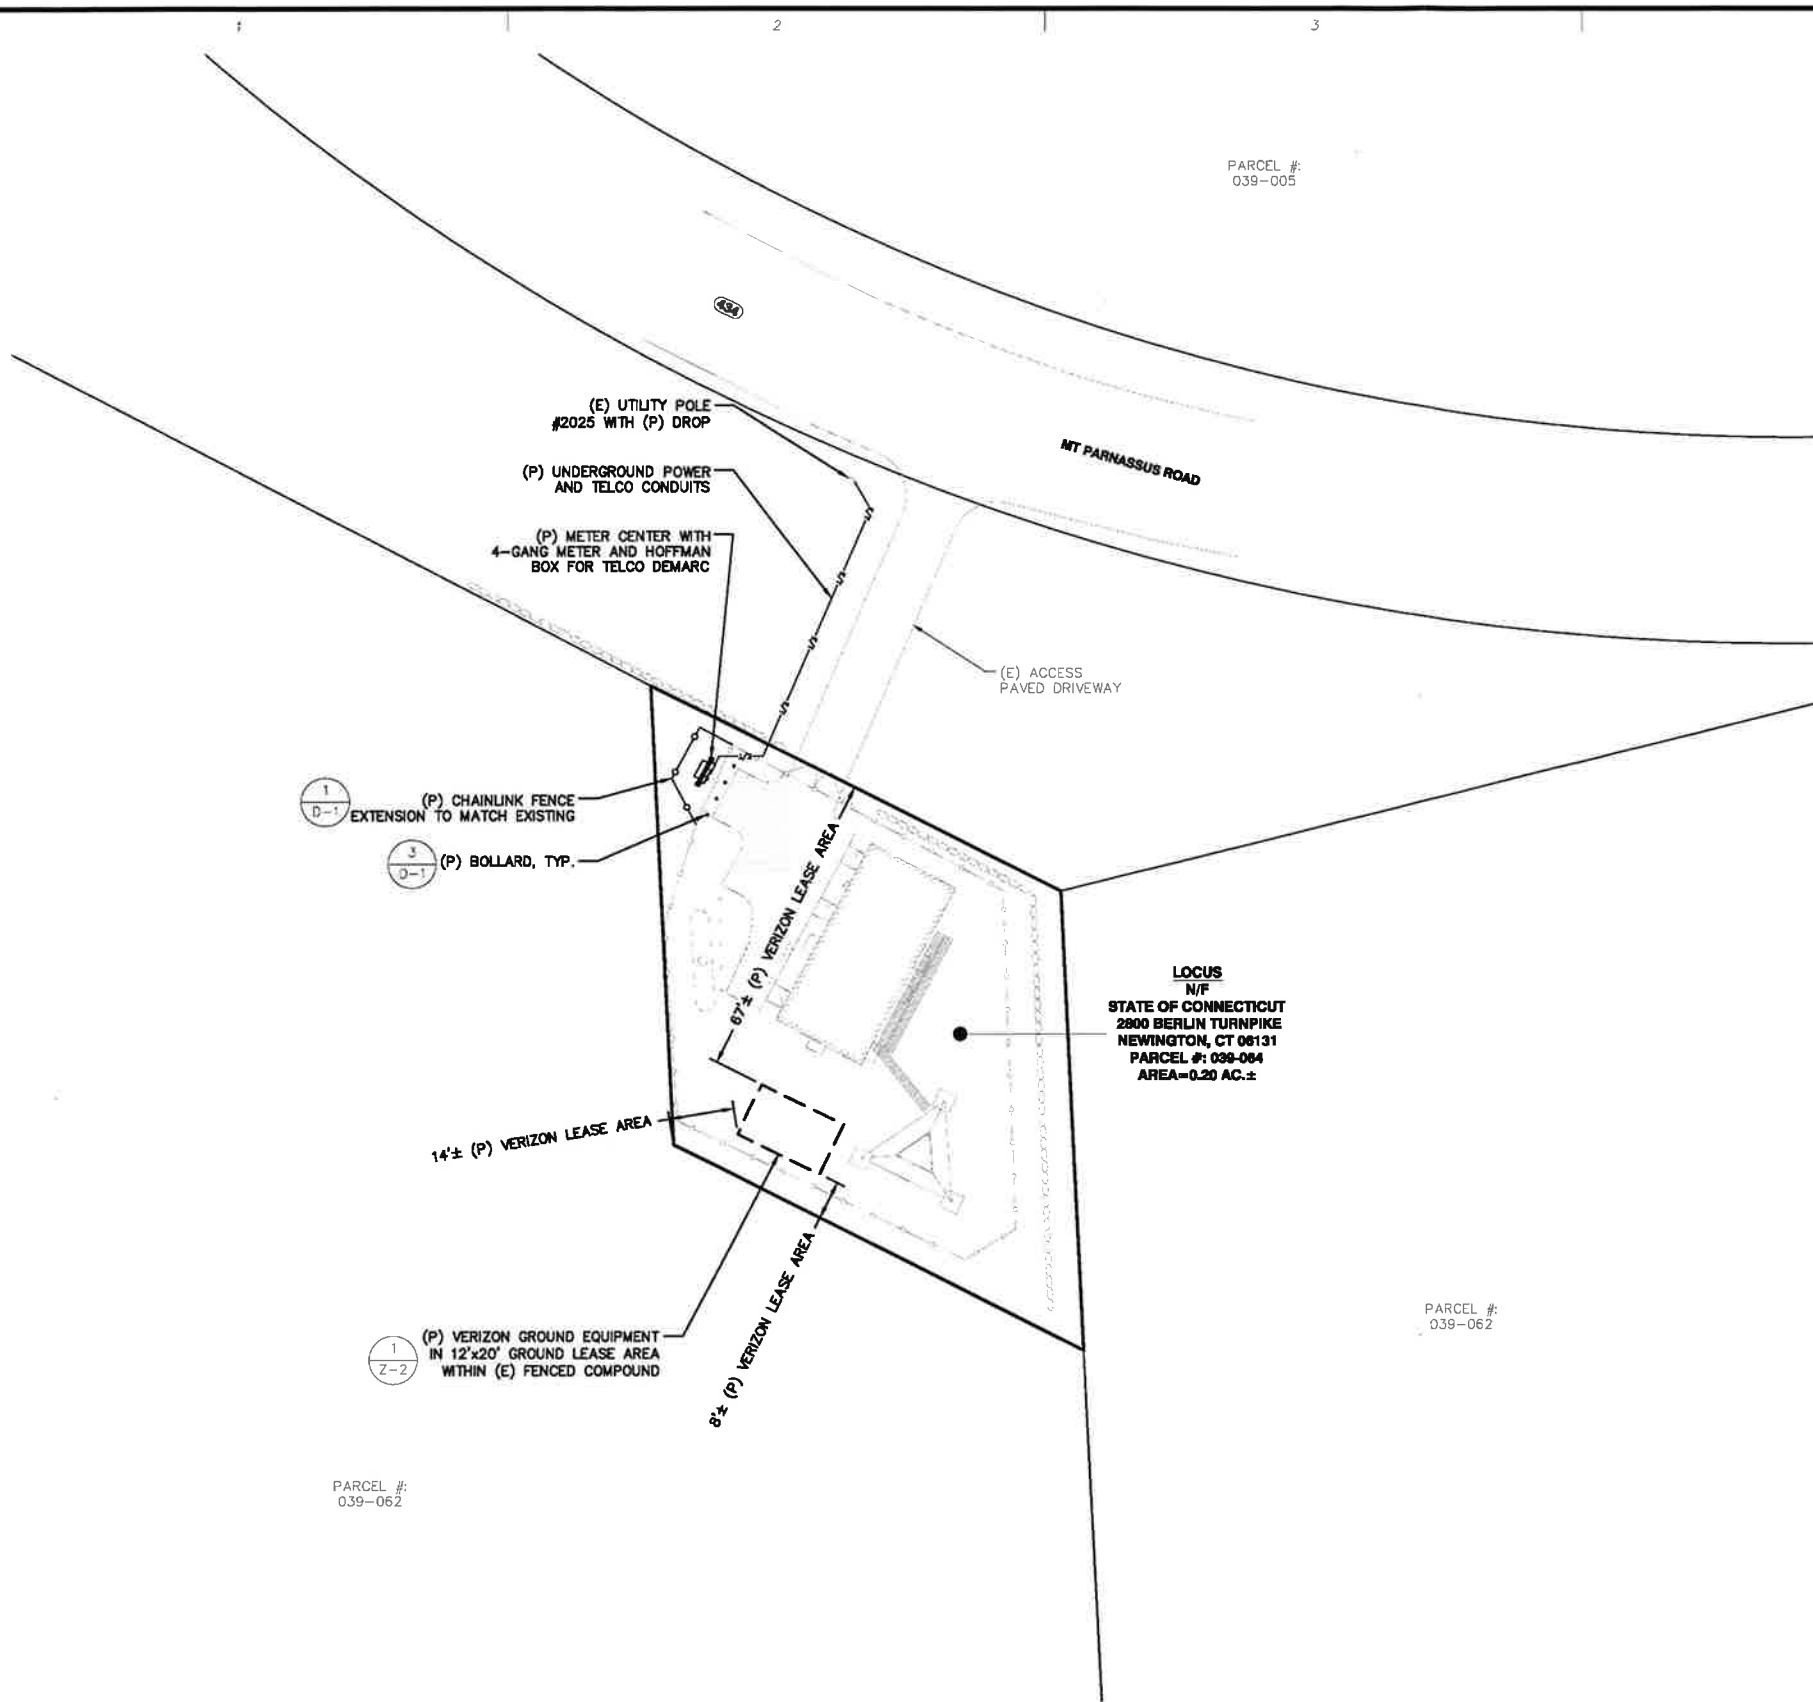 1 2 3
PARCEL #:
039-005
434
(E) UTILITY POLE
#2025 WITH (P) DROP
MT PARNASSUS ROAD
(P) UNDERGROUND POWER
AND TELCO CONDUITS
(P) METER CENTER WITH
4-GANG METER AND HOFFMAN
BOX FOR TELCO DEMARC
(E) ACCESS
PAVED DRIVEWAY
1
D-1
(P) CHAINLINK FENCE
EXTENSION TO MATCH EXISTING
3
D-1
(P) BOLLARD, TYP.
67'± (P) VERIZON LEASE AREA
LOCUS
N/F
STATE OF CONNECTICUT
2800 BERLIN TURNPIKE
NEWINGTON, CT 06131
PARCEL #: 039-064
AREA=0.20 AC.±
14'± (P) VERIZON LEASE AREA
8'± (P) VERIZON LEASE AREA
1
Z-2
(P) VERIZON GROUND EQUIPMENT
IN 12'x20' GROUND LEASE AREA
WITHIN (E) FENCED COMPOUND
PARCEL #:
039-062
PARCEL #:
039-062